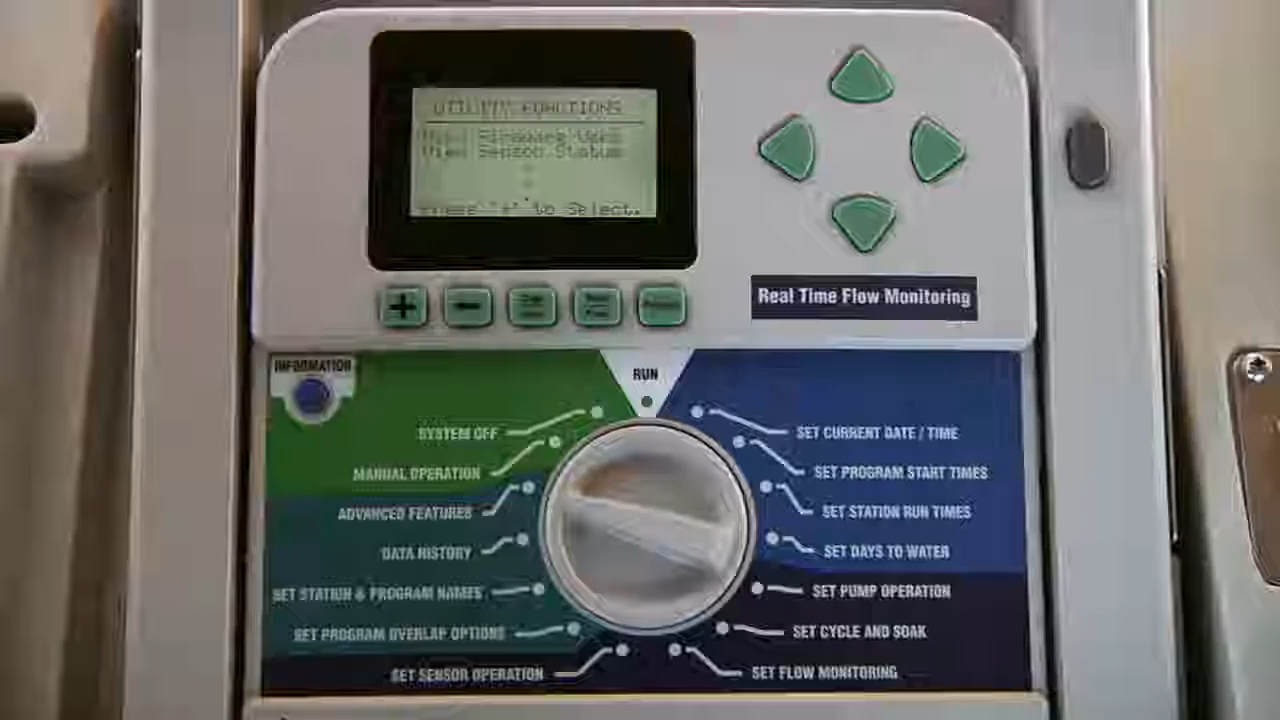 UTILITY FUNCTIONS
View Sensor Status
Press "+" to Select.
Real Time Flow Monitoring
INFORMATION
RUN
SYSTEM OFF
SET CURRENT DATE / TIME
MANUAL OPERATION
SET PROGRAM START TIMES
ADVANCED FEATURES
SET STATION RUN TIMES
DATA HISTORY
SET DAYS TO WATER
SET STATION & PROGRAM NAMES
SET PUMP OPERATION
SET PROGRAM OVERLAP OPTIONS
SET CYCLE AND SOAK
SET SENSOR OPERATION
SET FLOW MONITORING